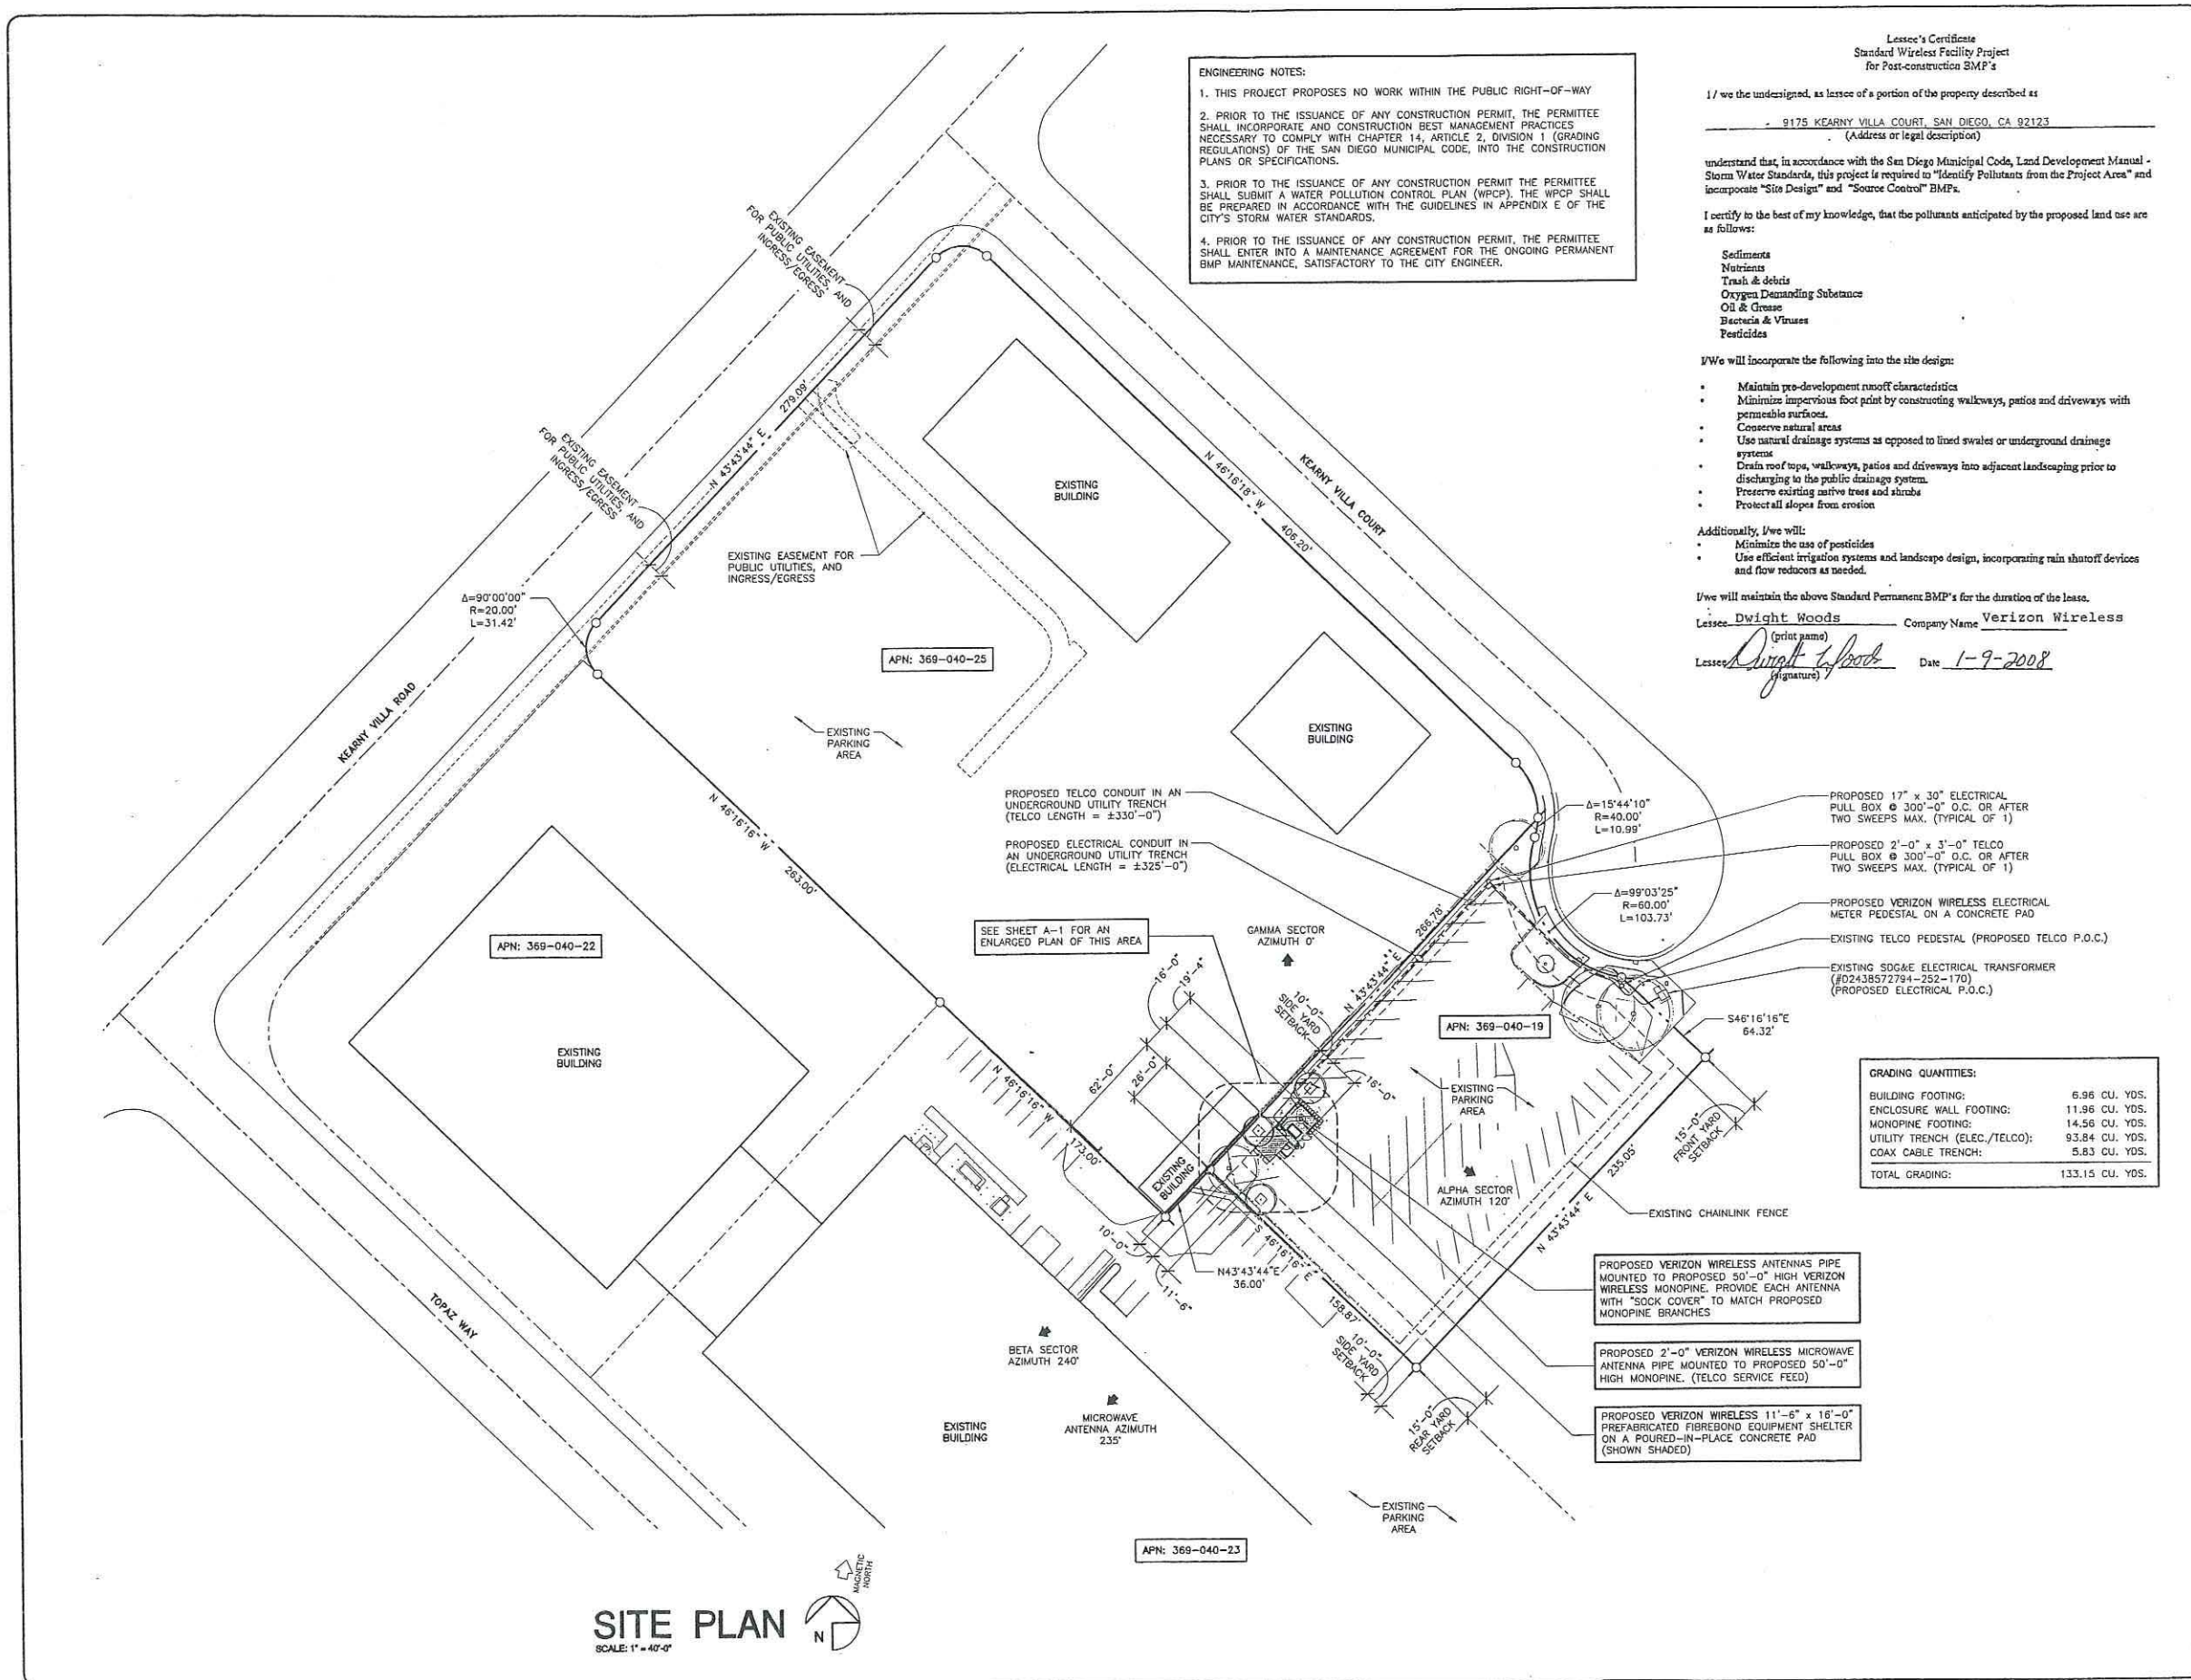 ENGINEERING NOTES:
1. THIS PROJECT PROPOSES NO WORK WITHIN THE PUBLIC RIGHT-OF-WAY
2. PRIOR TO THE ISSUANCE OF ANY CONSTRUCTION PERMIT, THE PERMITTEE
SHALL INCORPORATE AND CONSTRUCTION BEST MANAGEMENT PRACTICES
NECESSARY TO COMPLY WITH CHAPTER 14, ARTICLE 2, DIVISION 1 (GRADING
REGULATIONS) OF THE SAN DIEGO MUNICIPAL CODE, INTO THE CONSTRUCTION
PLANS OR SPECIFICATIONS.
3. PRIOR TO THE ISSUANCE OF ANY CONSTRUCTION PERMIT THE PERMITTEE
SHALL SUBMIT A WATER POLLUTION CONTROL PLAN (WPCP). THE WPCP SHALL
BE PREPARED IN ACCORDANCE WITH THE GUIDELINES IN APPENDIX E OF THE
CITY'S STORM WATER STANDARDS.
4. PRIOR TO THE ISSUANCE OF ANY CONSTRUCTION PERMIT, THE PERMITTEE
SHALL ENTER INTO A MAINTENANCE AGREEMENT FOR THE ONGOING PERMANENT
BMP MAINTENANCE, SATISFACTORY TO THE CITY ENGINEER.
Lessee's Certificate
Standard Wireless Facility Project
for Post-construction BMP's
I / we the undersigned, as lessee of a portion of the property described as
9175 KEARNY VILLA COURT, SAN DIEGO, CA 92123
(Address or legal description)
understand that, in accordance with the San Diego Municipal Code, Land Development Manual -
Storm Water Standards, this project is required to "Identify Pollutants from the Project Area" and
incorporate "Site Design" and "Source Control" BMPs.
I certify to the best of my knowledge, that the pollutants anticipated by the proposed land use are
as follows:
Sediments
Nutrients
Trash & debris
Oxygen Demanding Substance
Oil & Grease
Bacteria & Viruses
Pesticides
I/We will incorporate the following into the site design:
• Maintain pre-development runoff characteristics
• Minimize impervious foot print by constructing walkways, patios and driveways with
permeable surfaces.
• Conserve natural areas
• Use natural drainage systems as opposed to lined swales or underground drainage
systems
• Drain roof tops, walkways, patios and driveways into adjacent landscaping prior to
discharging to the public drainage system.
• Preserve existing native trees and shrubs
• Protect all slopes from erosion
Additionally, I/we will:
• Minimize the use of pesticides
• Use efficient irrigation systems and landscape design, incorporating rain shutoff devices
and flow reducers as needed.
I/we will maintain the above Standard Permanent BMP's for the duration of the lease.
Lessee Dwight Woods Company Name Verizon Wireless
(print name)
Lessee Dwight Woods Date 1-9-2008
(signature)
EXISTING EASEMENT
FOR PUBLIC UTILITIES, AND
INGRESS/EGRESS
EXISTING EASEMENT
FOR PUBLIC UTILITIES, AND
INGRESS/EGRESS
N 43°43'44" E 279.09'
EXISTING EASEMENT FOR
PUBLIC UTILITIES, AND
INGRESS/EGRESS
Δ=90°00'00"
R=20.00'
L=31.42'
KEARNY VILLA ROAD
EXISTING
BUILDING
N 46°16'18" W 406.20'
KEARNY VILLA COURT
APN: 369-040-25
EXISTING
PARKING
AREA
EXISTING
BUILDING
N 46°16'16" W 263.00'
PROPOSED TELCO CONDUIT IN AN
UNDERGROUND UTILITY TRENCH
(TELCO LENGTH = ±330'-0")
PROPOSED ELECTRICAL CONDUIT IN
AN UNDERGROUND UTILITY TRENCH
(ELECTRICAL LENGTH = ±325'-0")
SEE SHEET A-1 FOR AN
ENLARGED PLAN OF THIS AREA
Δ=15°44'10"
R=40.00'
L=10.99'
Δ=99°03'25"
R=60.00'
L=103.73'
PROPOSED 17" x 30" ELECTRICAL
PULL BOX @ 300'-0" O.C. OR AFTER
TWO SWEEPS MAX. (TYPICAL OF 1)
PROPOSED 2'-0" x 3'-0" TELCO
PULL BOX @ 300'-0" O.C. OR AFTER
TWO SWEEPS MAX. (TYPICAL OF 1)
PROPOSED VERIZON WIRELESS ELECTRICAL
METER PEDESTAL ON A CONCRETE PAD
EXISTING TELCO PEDESTAL (PROPOSED TELCO P.O.C.)
EXISTING SDG&E ELECTRICAL TRANSFORMER
(#D2438572794-252-170)
(PROPOSED ELECTRICAL P.O.C.)
S46°16'16"E
64.32'
APN: 369-040-22
EXISTING
BUILDING
GAMMA SECTOR
AZIMUTH 0°
N 43°43'44" E 266.78'
16'-0"
19'-4"
10'-0"
SIDE YARD
SETBACK
62'-0"
26'-0"
16'-0"
APN: 369-040-19
EXISTING
PARKING
AREA
N 46°16'16" W 173.00'
EXISTING
BUILDING
ALPHA SECTOR
AZIMUTH 120°
15'-0"
FRONT YARD
SETBACK
N 43°43'44" E 235.05'
EXISTING CHAINLINK FENCE
10'-0"
11'-6"
N43°43'44"E
36.00'
S 46°16'16" E 158.87'
10'-0"
SIDE YARD
SETBACK
15'-0"
REAR YARD
SETBACK
GRADING QUANTITIES:
BUILDING FOOTING: 6.96 CU. YDS.
ENCLOSURE WALL FOOTING: 11.96 CU. YDS.
MONOPINE FOOTING: 14.56 CU. YDS.
UTILITY TRENCH (ELEC./TELCO): 93.84 CU. YDS.
COAX CABLE TRENCH: 5.83 CU. YDS.
TOTAL GRADING: 133.15 CU. YDS.
PROPOSED VERIZON WIRELESS ANTENNAS PIPE
MOUNTED TO PROPOSED 50'-0" HIGH VERIZON
WIRELESS MONOPINE. PROVIDE EACH ANTENNA
WITH "SOCK COVER" TO MATCH PROPOSED
MONOPINE BRANCHES
PROPOSED 2'-0" VERIZON WIRELESS MICROWAVE
ANTENNA PIPE MOUNTED TO PROPOSED 50'-0"
HIGH MONOPINE. (TELCO SERVICE FEED)
PROPOSED VERIZON WIRELESS 11'-6" x 16'-0"
PREFABRICATED FIBREBOND EQUIPMENT SHELTER
ON A POURED-IN-PLACE CONCRETE PAD
(SHOWN SHADED)
TOPAZ WAY
BETA SECTOR
AZIMUTH 240°
MICROWAVE
ANTENNA AZIMUTH
235°
EXISTING
BUILDING
EXISTING
PARKING
AREA
APN: 369-040-23
MAGNETIC
NORTH
SITE PLAN
N
SCALE: 1" = 40'-0"